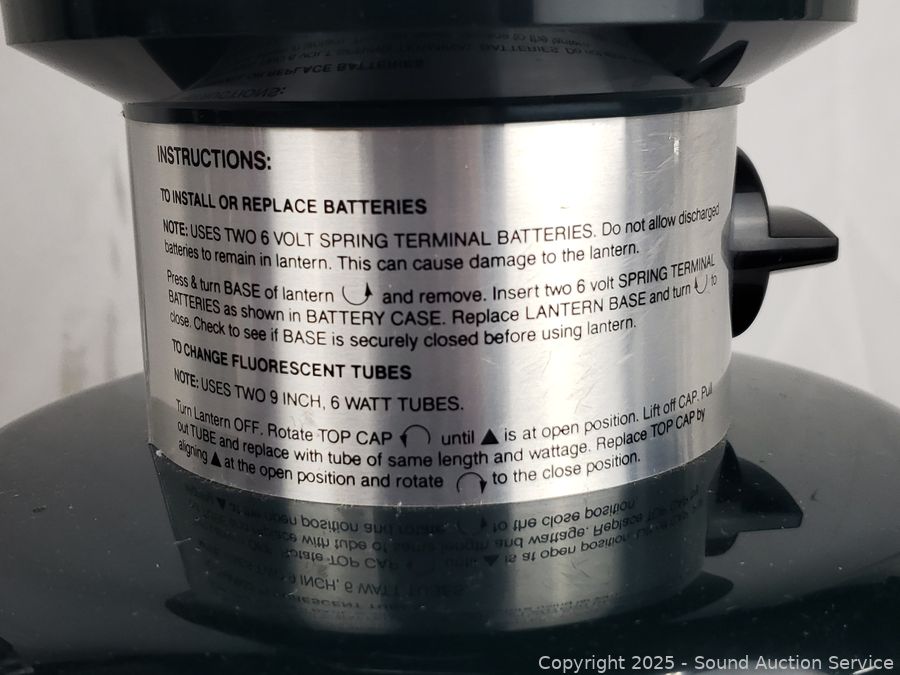 INSTRUCTIONS:
TO INSTALL OR REPLACE BATTERIES
NOTE: USES TWO 6 VOLT SPRING TERMINAL BATTERIES. Do not allow discharged
batteries to remain in lantern. This can cause damage to the lantern.
Press & turn BASE of lantern and remove. Insert two 6 volt SPRING TERMINAL
BATTERIES as shown in BATTERY CASE. Replace LANTERN BASE and turn to
close. Check to see if BASE is securely closed before using lantern.
TO CHANGE FLUORESCENT TUBES
NOTE: USES TWO 9 INCH, 6 WATT TUBES.
Turn Lantern OFF. Rotate TOP CAP until ▲ is at open position. Lift off CAP. Pull
out TUBE and replace with tube of same length and wattage. Replace TOP CAP by
aligning ▲ at the open position and rotate to the close position.
Copyright 2025 - Sound Auction Service